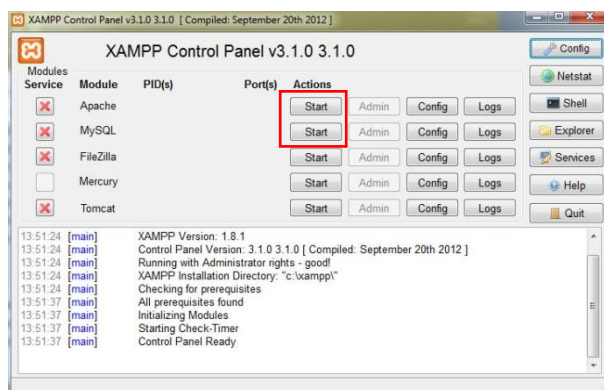 XAMPP Control Panel v3.1.0 3.1.0 [ Compiled: September 20th 2012 ]
XAMPP Control Panel v3.1.0 3.1.0
Config
Modules
Service Module PID(s) Port(s) Actions
Netstat
Apache Start Admin Config Logs
Shell
MySQL Start Admin Config Logs
Explorer
FileZilla Start Admin Config Logs
Services
Mercury Start Admin Config Logs
Help
Tomcat Start Admin Config Logs
Quit
13:51:24 [main] XAMPP Version: 1.8.1
13:51:24 [main] Control Panel Version: 3.1.0 3.1.0 [ Compiled: September 20th 2012 ]
13:51:24 [main] Running with Administrator rights - good!
13:51:24 [main] XAMPP Installation Directory: "c:\xampp\"
13:51:24 [main] Checking for prerequisites
13:51:37 [main] All prerequisites found
13:51:37 [main] Initializing Modules
13:51:37 [main] Starting Check-Timer
13:51:37 [main] Control Panel Ready